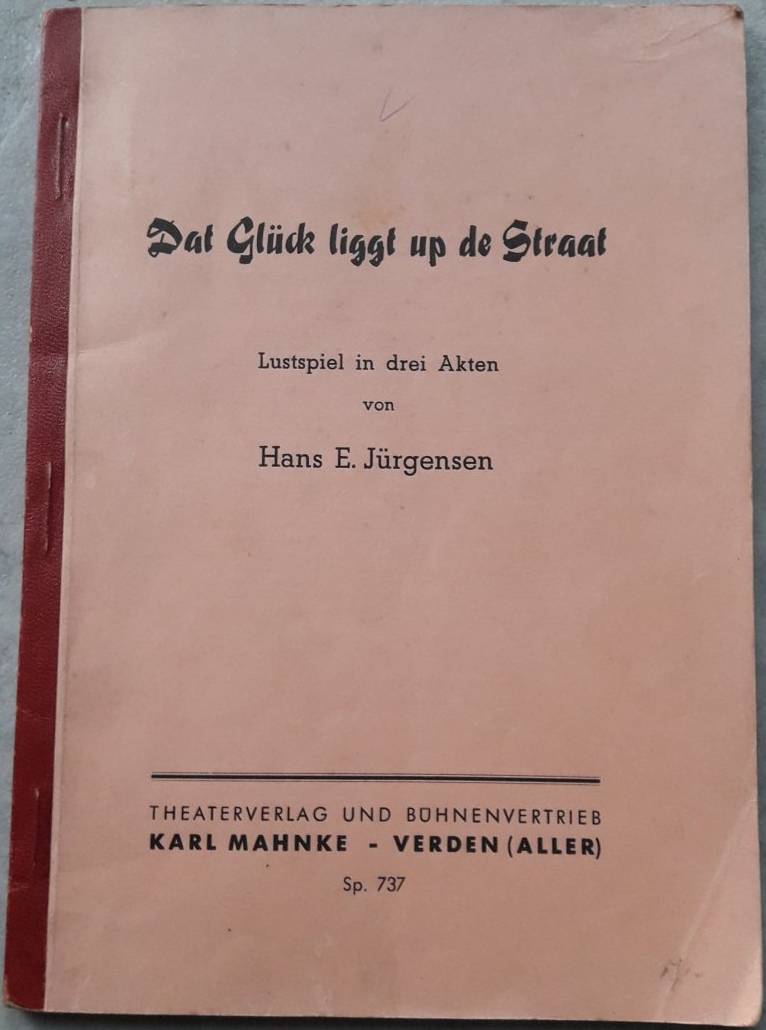 Dat Glück liggt up de Straat
Lustspiel in drei Akten
von
Hans E. Jürgensen
THEATERVERLAG UND BÜHNENVERTRIEB
KARL MAHNKE - VERDEN (ALLER)
Sp. 737